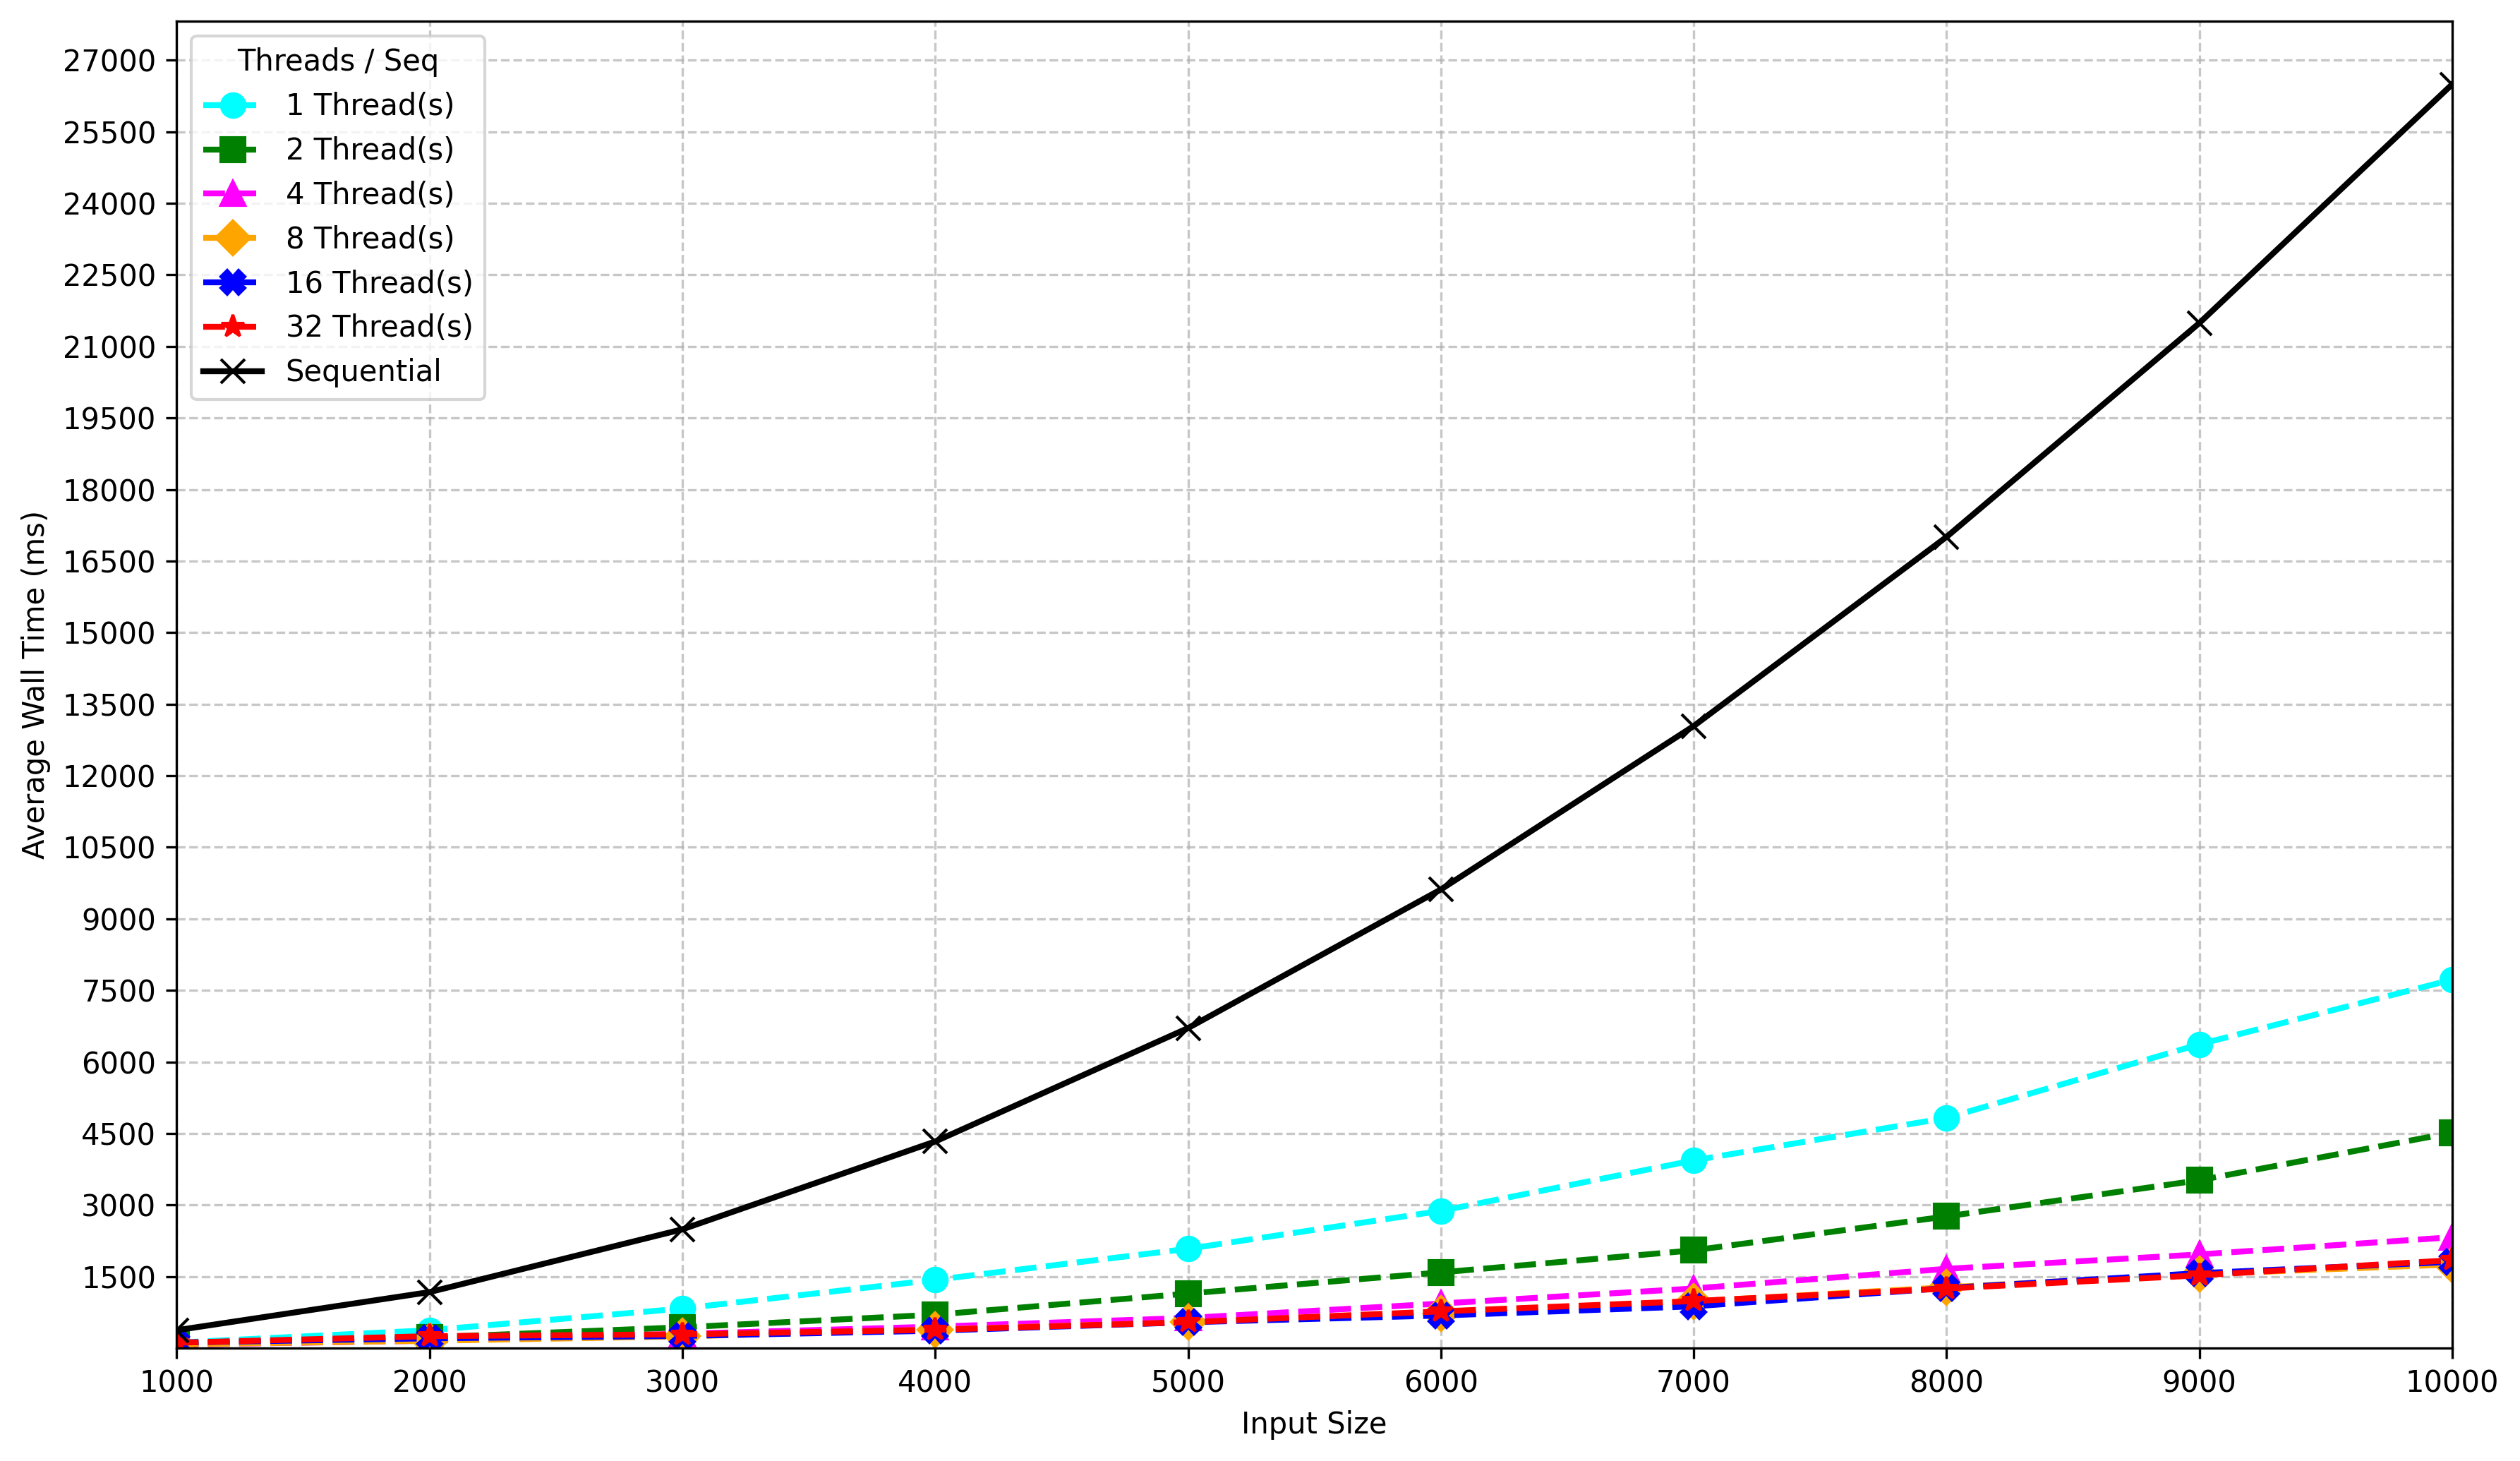 Threads / Seq
1 Thread(s)
2 Thread(s)
4 Thread(s)
8 Thread(s)
16 Thread(s)
32 Thread(s)
Sequential
27000
25500
24000
22500
21000
19500
18000
16500
15000
13500
12000
10500
9000
7500
6000
4500
3000
1500
Average Wall Time (ms)
1000 2000 3000 4000 5000 6000 7000 8000 9000 10000
Input Size